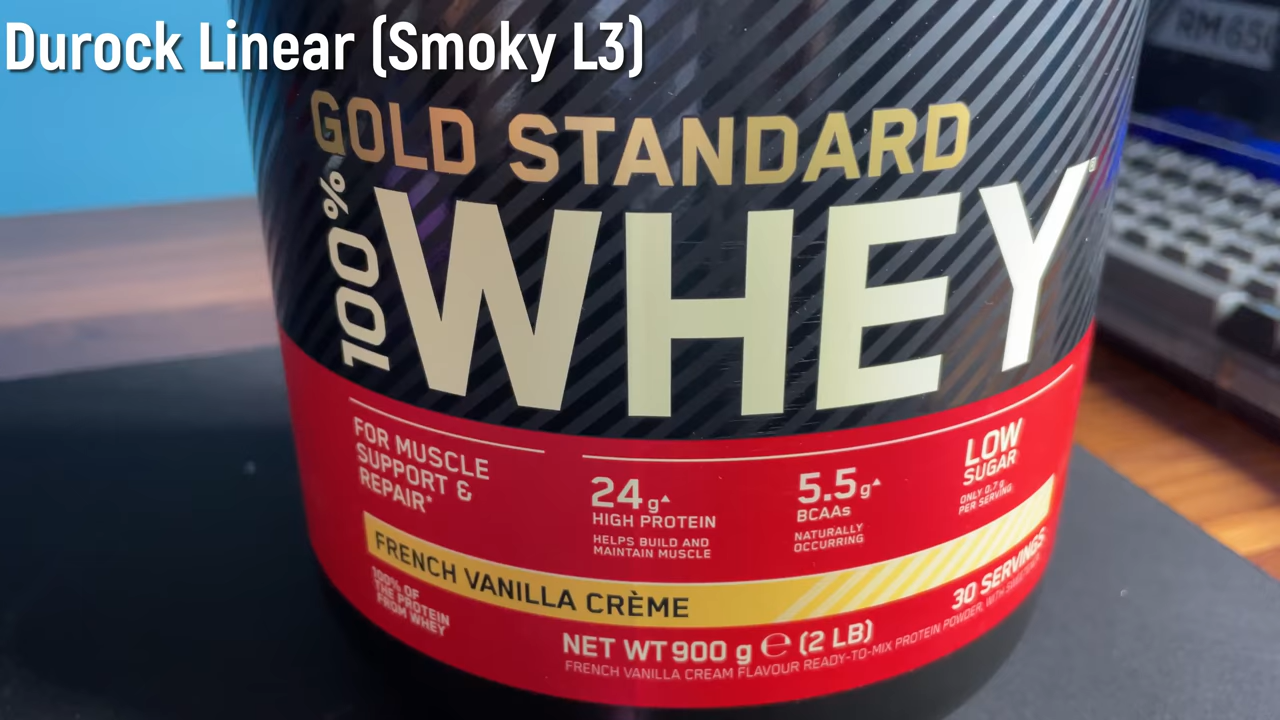 Durock Linear (Smoky L3)
GOLD STANDARD
100%
WHEY®
FOR MUSCLE
SUPPORT &
REPAIR*
24g▲
HIGH PROTEIN
HELPS BUILD AND
MAINTAIN MUSCLE
5.5g▲
BCAAs
NATURALLY
OCCURRING
LOW
SUGAR
ONLY 0.7g
PER SERVING
FRENCH VANILLA CRÈME
100% OF
THE PROTEIN
FROM WHEY
30 SERVINGS
NET WT 900 g ℮ (2 LB)
FRENCH VANILLA CREAM FLAVOUR READY-TO-MIX PROTEIN POWDER, WITH